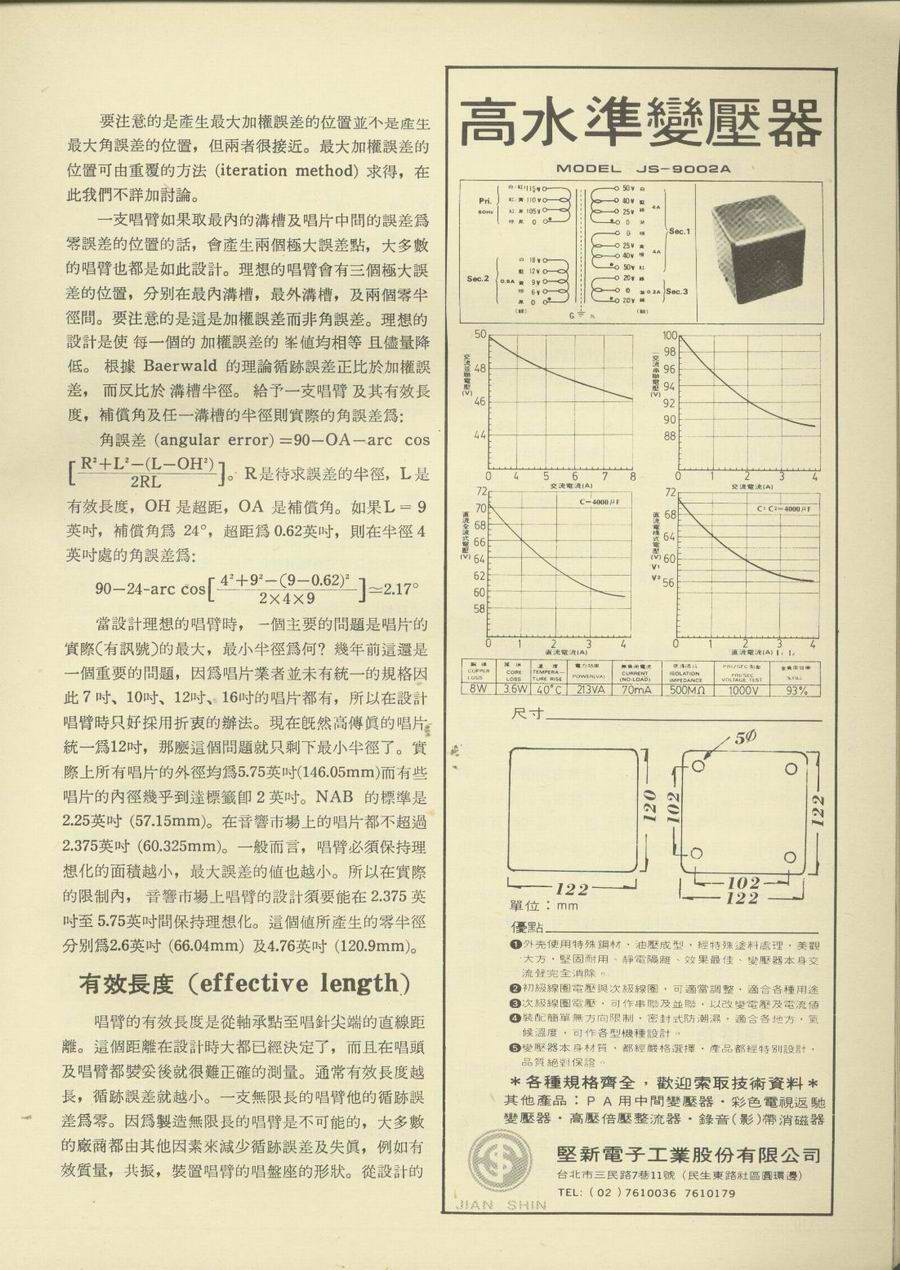 要注意的是產生最大加權誤差的位置並不是產生
最大角誤差的位置，但兩者很接近。最大加權誤差的
位置可由重覆的方法 (iteration method) 求得，在
此我們不詳加討論。
一支唱臂如果取最內的溝槽及唱片中間的誤差爲
零誤差的位置的話，會產生兩個極大誤差點，大多數
的唱臂也都是如此設計。理想的唱臂會有三個極大誤
差的位置，分別在最內溝槽，最外溝槽，及兩個零半
徑間。要注意的是這是加權誤差而非角誤差。理想的
設計是使 每一個的 加權誤差的 峯値均相等 且儘量降
低。 根據 Baerwald 的理論循跡誤差正比於加權誤
差， 而反比於 溝槽半徑。 給予一支唱臂 及其有效長
度，補償角及任一溝槽的半徑則實際的角誤差爲:
角誤差 (angular error) =90−OA−arc cos
[ R²+L²−(L−OH²) / 2RL ]。R是待求誤差的半徑，L是
有效長度，OH 是超距，OA 是補償角。如果L = 9
英吋，補償角爲 24°，超距爲 0.62英吋，則在半徑 4
英吋處的角誤差爲:
90−24-arc cos[ 4²+9²−(9−0.62)² / 2×4×9 ]=2.17°
當設計理想的唱臂時， 一個主要的問題是唱片的
實際(有訊號)的最大，最小半徑爲何? 幾年前這還是
一個重要的問題，因爲唱片業者並未有統一的規格因
此 7 吋、10吋、12吋、16吋的唱片都有，所以在設計
唱臂時只好採用折衷的辦法。現在旣然高傳眞的唱片
統一爲12吋，那麽這個問題就只剩下最小半徑了。實
際上所有唱片的外徑均爲5.75英吋(146.05mm)而有些
唱片的內徑幾乎到達標籤卽 2 英吋。NAB 的標準是
2.25英吋 (57.15mm)。在音響市場上的唱片都不超過
2.375英吋 (60.325mm)。一般而言，唱臂必須保持理
想化的面積越小，最大誤差的値也越小。所以在實際
的限制內， 音響市場上唱臂的設計須要能在 2.375 英
吋至 5.75英吋間保持理想化。這個値所產生的零半徑
分別爲2.6英吋 (66.04mm) 及4.76英吋 (120.9mm)。
有效長度（effective length）
唱臂的有效長度是從軸承點至唱針尖端的直線距
離。這個距離在設計時大都已經決定了，而且在唱頭
及唱臂都裝妥後就很難正確的測量。通常有效長度越
長，循跡誤差就越小。一支無限長的唱臂他的循跡誤
差爲零。因爲製造無限長的唱臂是不可能的，大多數
的廠商都由其他因素來減少循跡誤差及失眞，例如有
效質量，共振，裝置唱臂的唱盤座的形狀。從設計的
高水準變壓器
MODEL JS-9002A
Pri.
60Hz
115V
110V
105V
0
Sec.2
0.5A
18V
12V
9V
6V
0
G
50V
40V
25V
0
4A
Sec.1
0
25V
40V
50V
4A
20V
0
20V
0.2A
Sec.3
50
48
46
44
0 1 2 3 4 5 6 7 8
交流電流(A)
100
98
96
94
92
90
88
0 1 2 3 4
交流電流(A)
72
70
68
66
64
62
60
58
C=4000μF
0 1 2 3 4
直流電流(A)
72
68
64
60
56
C¹ C²=4000μF
0 1 2 3 4
直流電流(A) I₁ I₂
COPPER LOSS
CORE LOSS
TEMPERATURE RISE
POWER(VA)
CURRENT (NO-LOAD)
ISOLATION IMPEDANCE
PRI/SEC VOLTAGE TEST
8W 3.6W 40°C 213VA 70mA 500MΩ 1000V 93%
尺寸
5Ø
120
122
102
122
102
122
單位：mm
優點
❶外壳使用特殊鋼材，油壓成型，經特殊塗料處理，美觀
大方，堅固耐用、靜電隔離、效果最佳、變壓器本身交
流聲完全消除。
❷初級線圈電壓與次級線圈，可適當調整，適合各種用途
❸次級線圈電壓，可作串聯及並聯，以改變電壓及電流値
❹裝配簡單無方向限制，密封式防潮濕，適合各地方，氣
候溫度，可作各型機種設計。
❺變壓器本身材質，都經嚴格選擇，產品都經特別設計，
品質絕對保證。
＊各種規格齊全，歡迎索取技術資料＊
其他產品：PA用中間變壓器・彩色電視返馳
變壓器・高壓倍壓整流器・錄音(影)帶消磁器
堅新電子工業股份有限公司
台北市三民路7巷11號（民生東路社區圓環邊）
TEL: ( 02 ) 7610036 7610179
JIAN SHIN